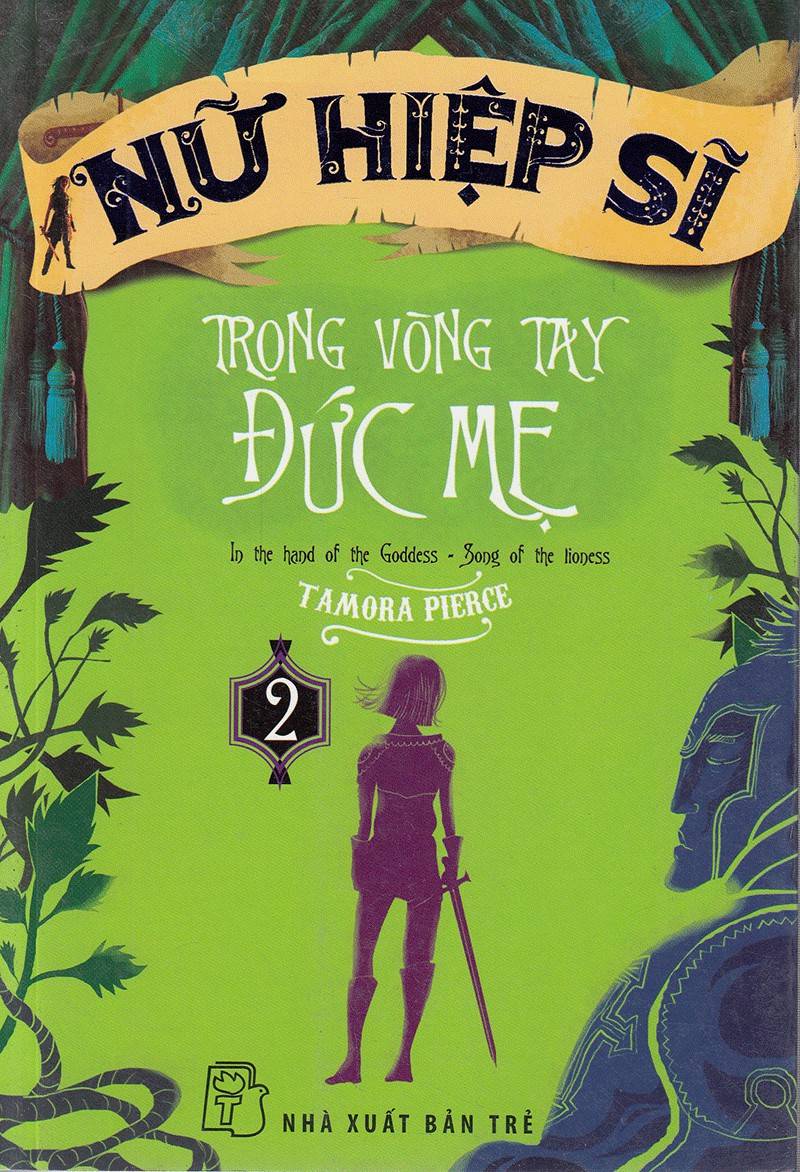 NỮ HIỆP SĨ
TRONG VÒNG TAY
ĐỨC MẸ
In the hand of the Goddess - Song of the lioness
TAMORA PIERCE
2
T
NHÀ XUẤT BẢN TRẺ